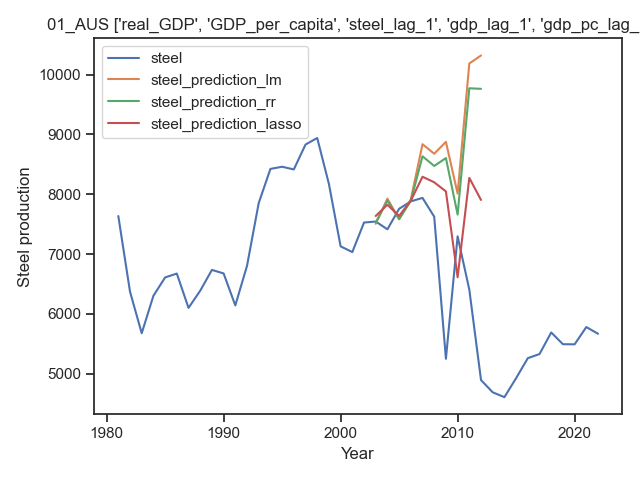 01_AUS ['real_GDP', 'GDP_per_capita', 'steel_lag_1', 'gdp_lag_1', 'gdp_pc_lag_
steel
steel_prediction_lm
steel_prediction_rr
steel_prediction_lasso
Steel production
10000
9000
8000
7000
6000
5000
1980 1990 2000 2010 2020
Year